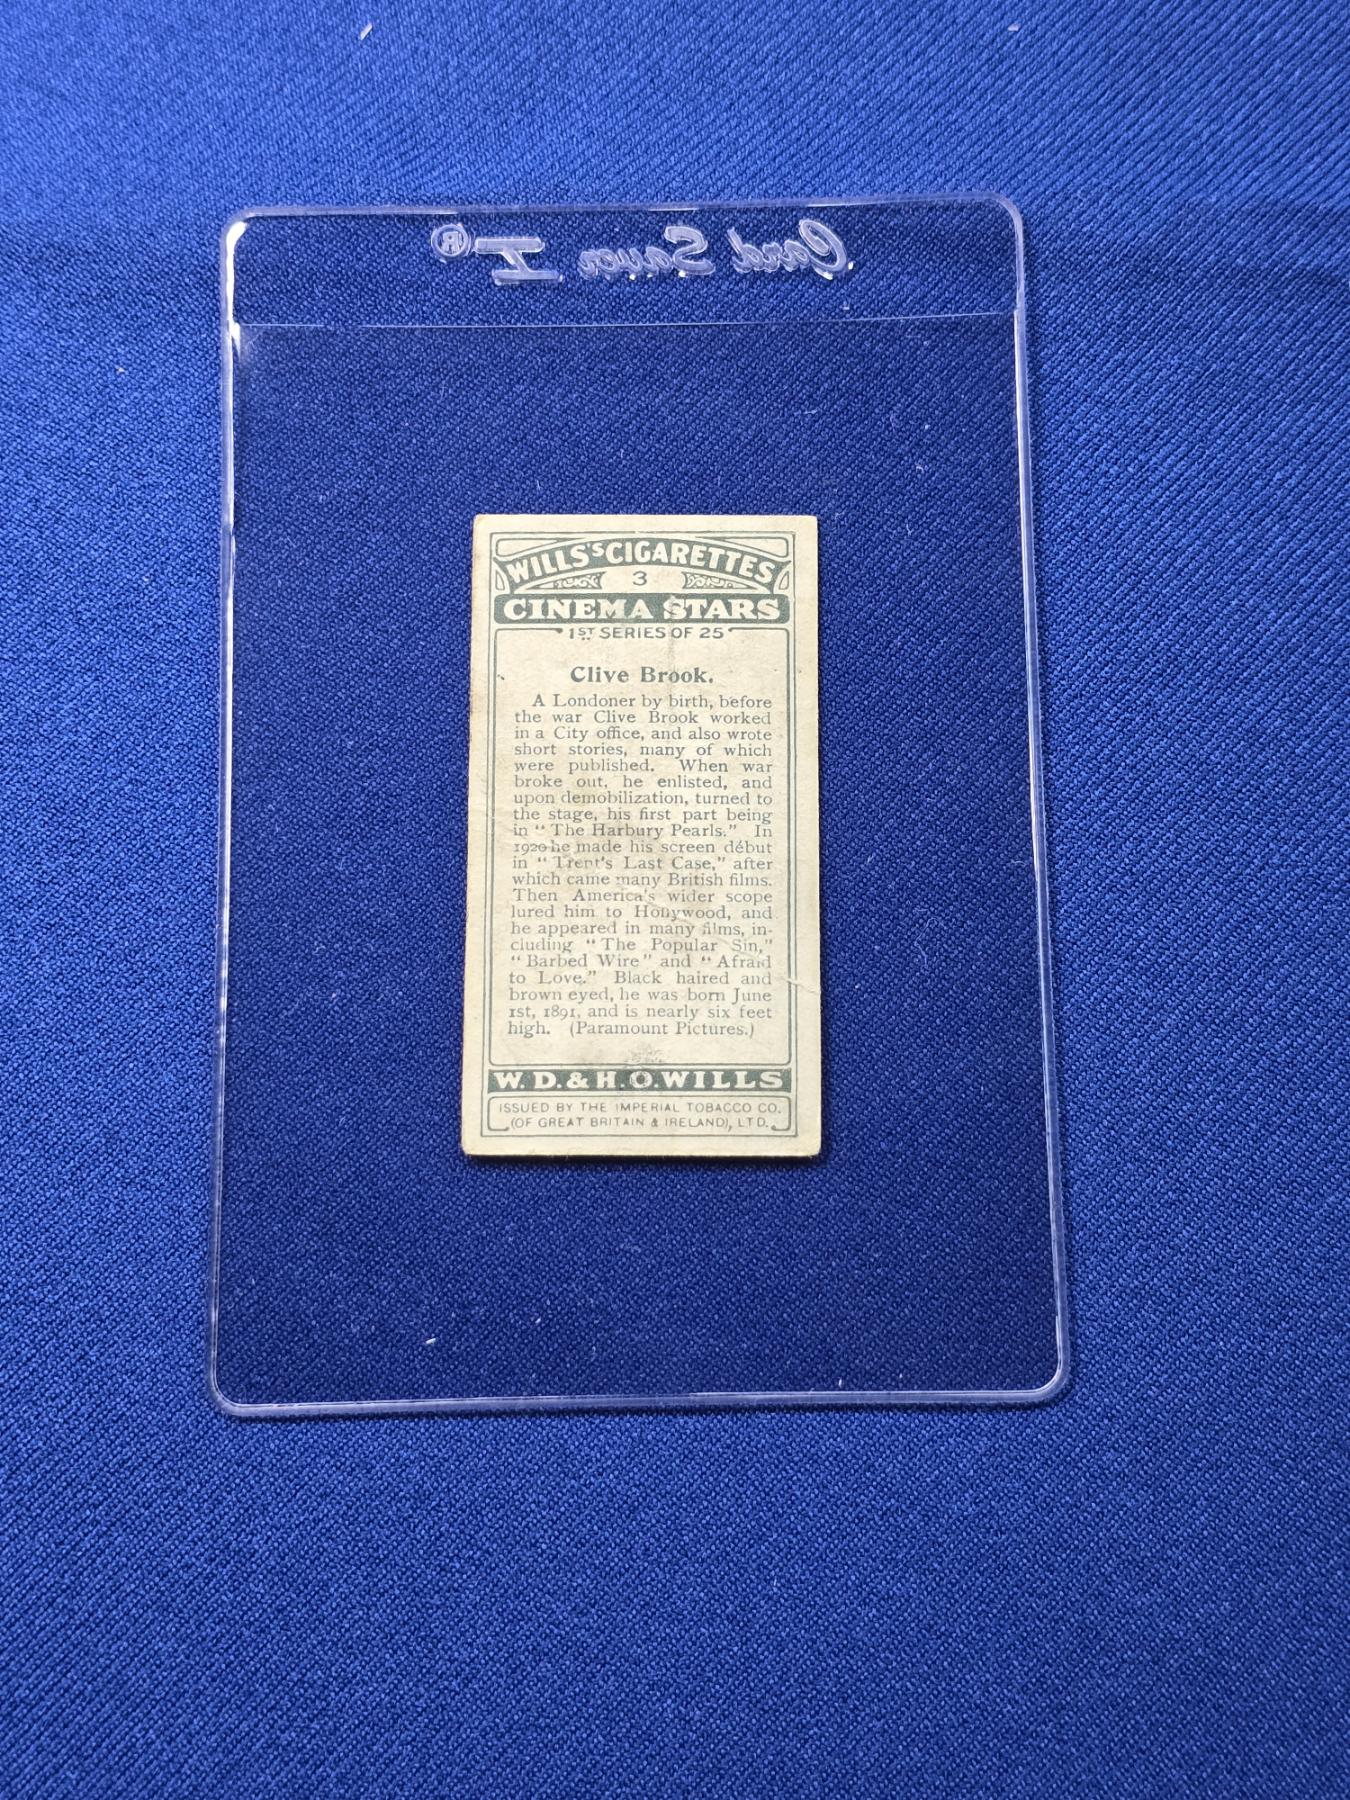 Card Saver I®
WILLS'S CIGARETTES
3
CINEMA STARS
1ST SERIES OF 25
Clive Brook.
A Londoner by birth, before
the war Clive Brook worked
in a City office, and also wrote
short stories, many of which
were published. When war
broke out, he enlisted, and
upon demobilization, turned to
the stage, his first part being
in "The Harbury Pearls." In
1920 he made his screen début
in "Trent's Last Case," after
which came many British films.
Then America's wider scope
lured him to Hollywood, and
he appeared in many films, in-
cluding "The Popular Sin,"
"Barbed Wire" and "Afraid
to Love." Black haired and
brown eyed, he was born June
1st, 1891, and is nearly six feet
high. (Paramount Pictures.)
W.D. & H.O. WILLS
ISSUED BY THE IMPERIAL TOBACCO CO.
(OF GREAT BRITAIN & IRELAND), LTD.